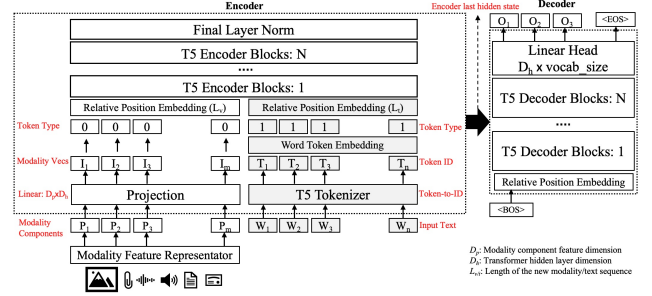 Encoder
Final Layer Norm
T5 Encoder Blocks: N
....
T5 Encoder Blocks: 1
Relative Position Embedding (Lv) Relative Position Embedding (Lt)
Token Type 0 0 0 0 1 1 1 1 Token Type
Word Token Embedding
Modality Vecs I1 I2 I3 Im T1 T2 T3 Tn Token ID
Linear: DpxDh Projection T5 Tokenizer Token-to-ID
Modality Components P1 P2 P3 Pm W1 W2 W3 Wn Input Text
Modality Feature Representator
Encoder last hidden state
Decoder
O1 O2 O3 <EOS>
Linear Head
Dh x vocab_size
T5 Decoder Blocks: N
....
T5 Decoder Blocks: 1
Relative Position Embedding
<BOS>
Dp: Modality component feature dimension
Dh: Transformer hidden layer dimension
Lv/t: Length of the new modality/text sequence